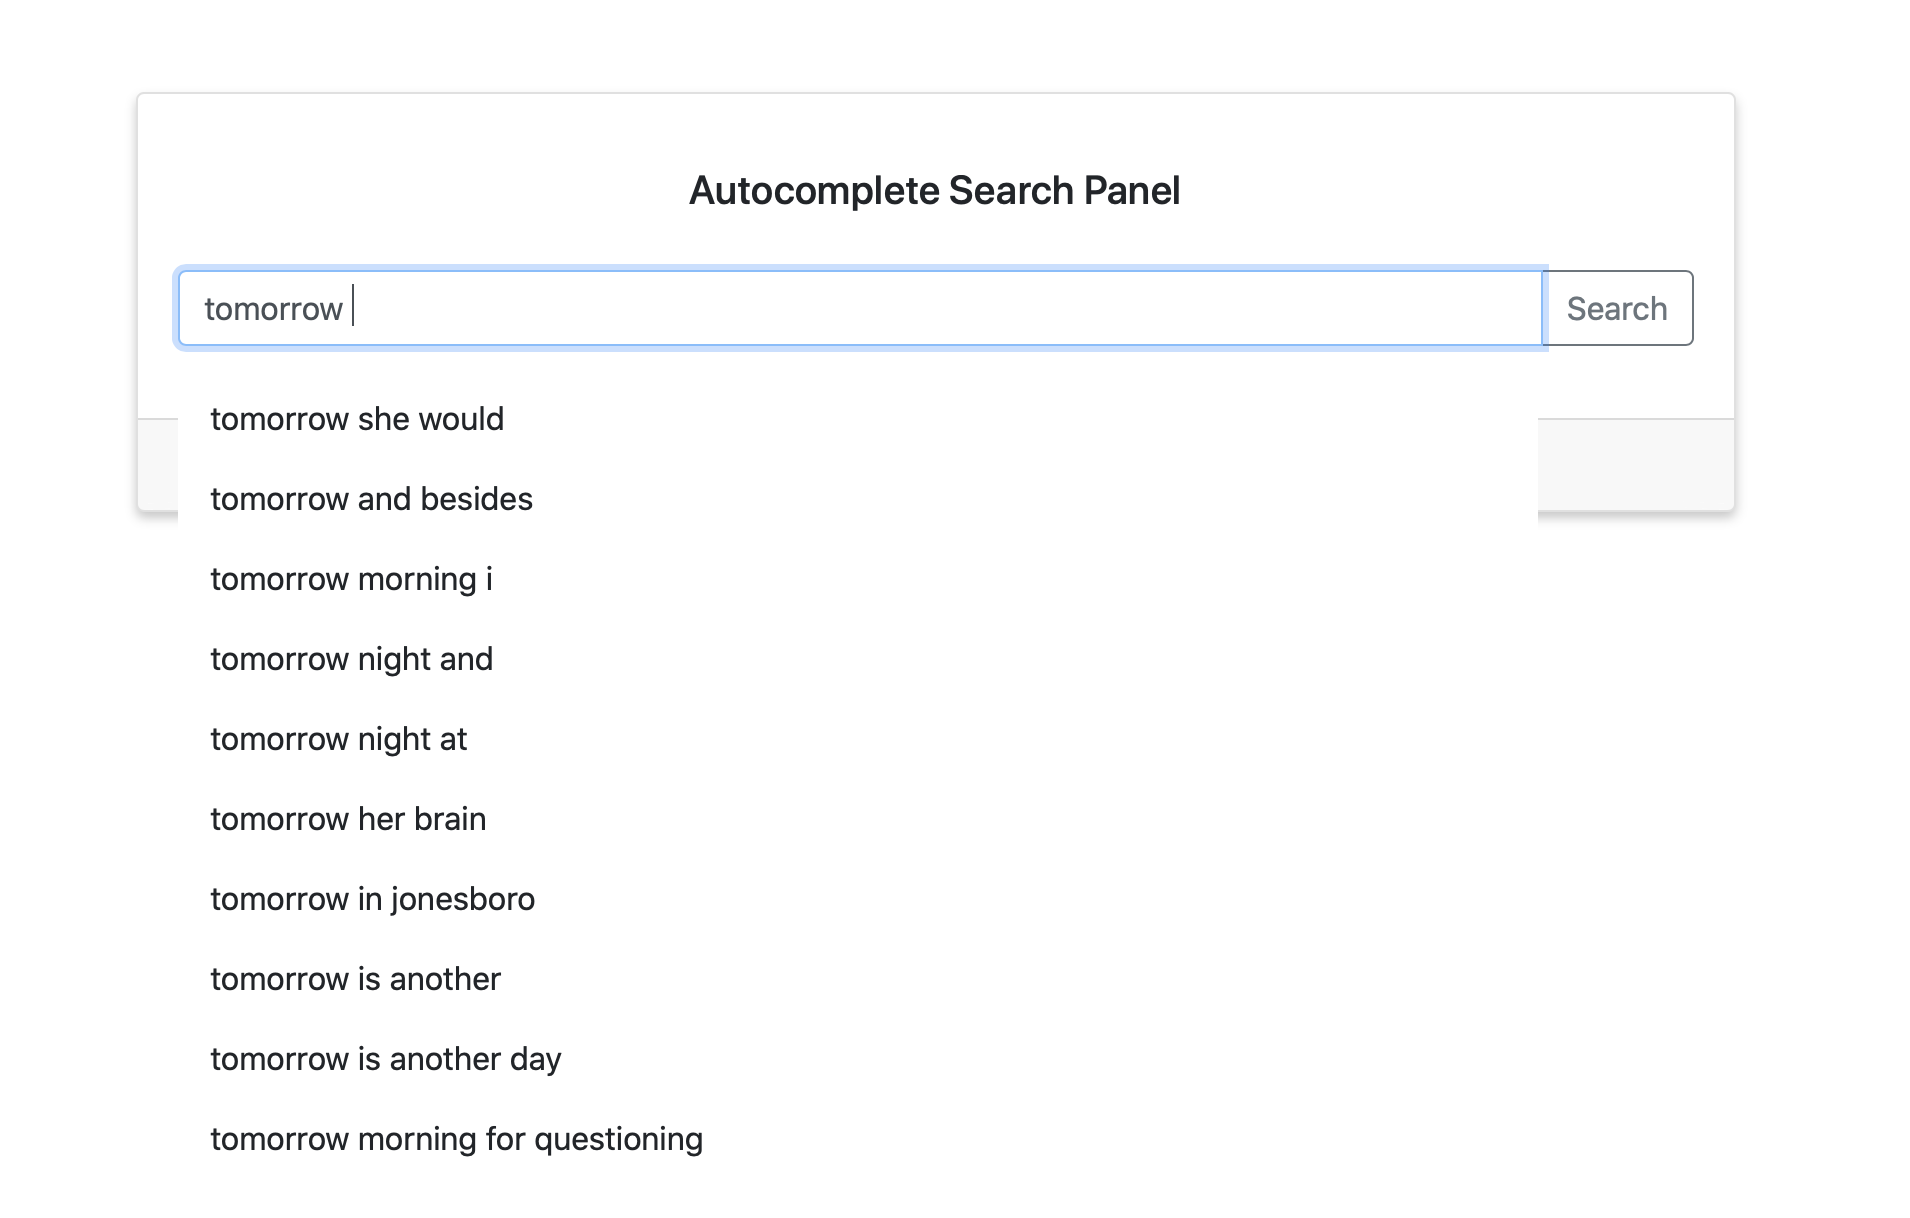 Autocomplete Search Panel
tomorrow Search
tomorrow she would
tomorrow and besides
tomorrow morning i
tomorrow night and
tomorrow night at
tomorrow her brain
tomorrow in jonesboro
tomorrow is another
tomorrow is another day
tomorrow morning for questioning